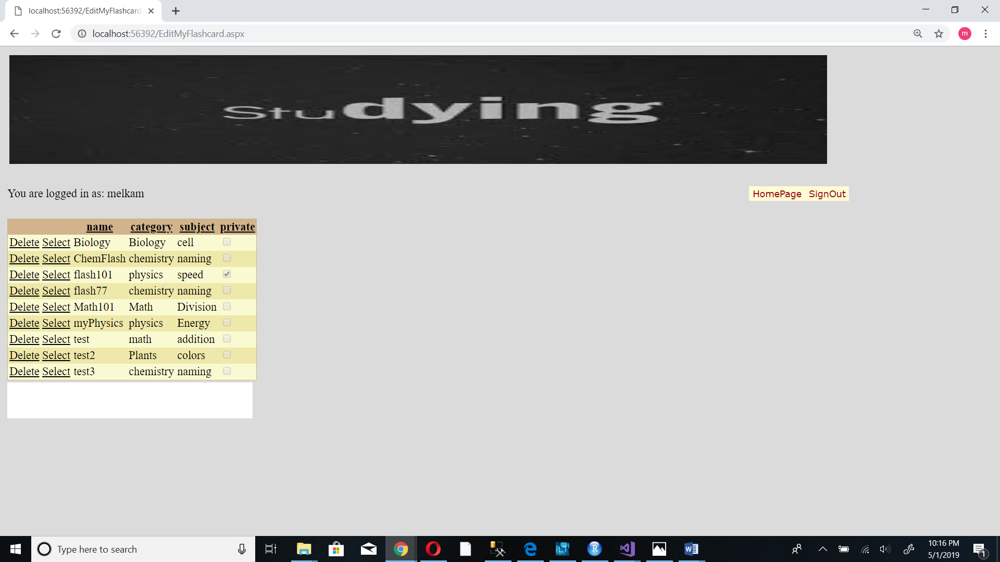 localhost:56392/EditMyFlashcard
localhost:56392/EditMyFlashcard.aspx
m
Studying
You are logged in as: melkam
HomePage SignOut
name category subject private
Delete Select Biology Biology cell
Delete Select ChemFlash chemistry naming
Delete Select flash101 physics speed
Delete Select flash77 chemistry naming
Delete Select Math101 Math Division
Delete Select myPhysics physics Energy
Delete Select test math addition
Delete Select test2 Plants colors
Delete Select test3 chemistry naming
Type here to search
R
W
10:16 PM
5/1/2019
1